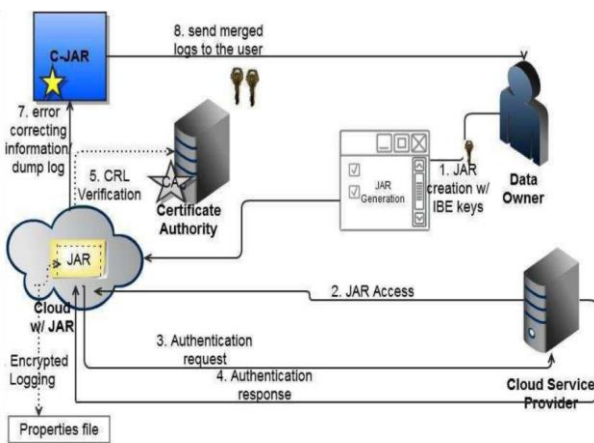 8. send merged
logs to the user
C-JAR
7. error
correcting
information/
dump log
5. CRL
Verification
CA
Certificate
Authority
JAR
Generation
1. JAR
creation w/
IBE keys
Data
Owner
JAR
Cloud
w/ JAR
2. JAR Access
3. Authentication
request
4. Authentication
response
Cloud Service
Provider
Encrypted
Logging
Properties file